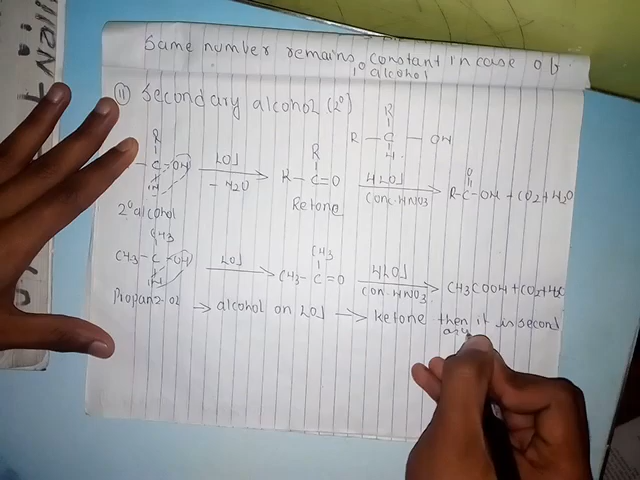 Same number remains constant in case of
1° alcohol
(ii) Secondary alcohol (2°)
R
R - C - OH
H
R
- C - OH
H
[O]
- H2O
R
R - C = O
Ketone
4[O]
Conc. HNO3
O
R - C - OH + CO2 + H2O
2° alcohol
CH3
CH3 - C - OH
H
[O]
CH3
CH3 - C = O
4[O]
Con. HNO3
CH3COOH + CO2 + H2O
Propan-2-ol
→ alcohol on [O] → ketone then it is second
ary